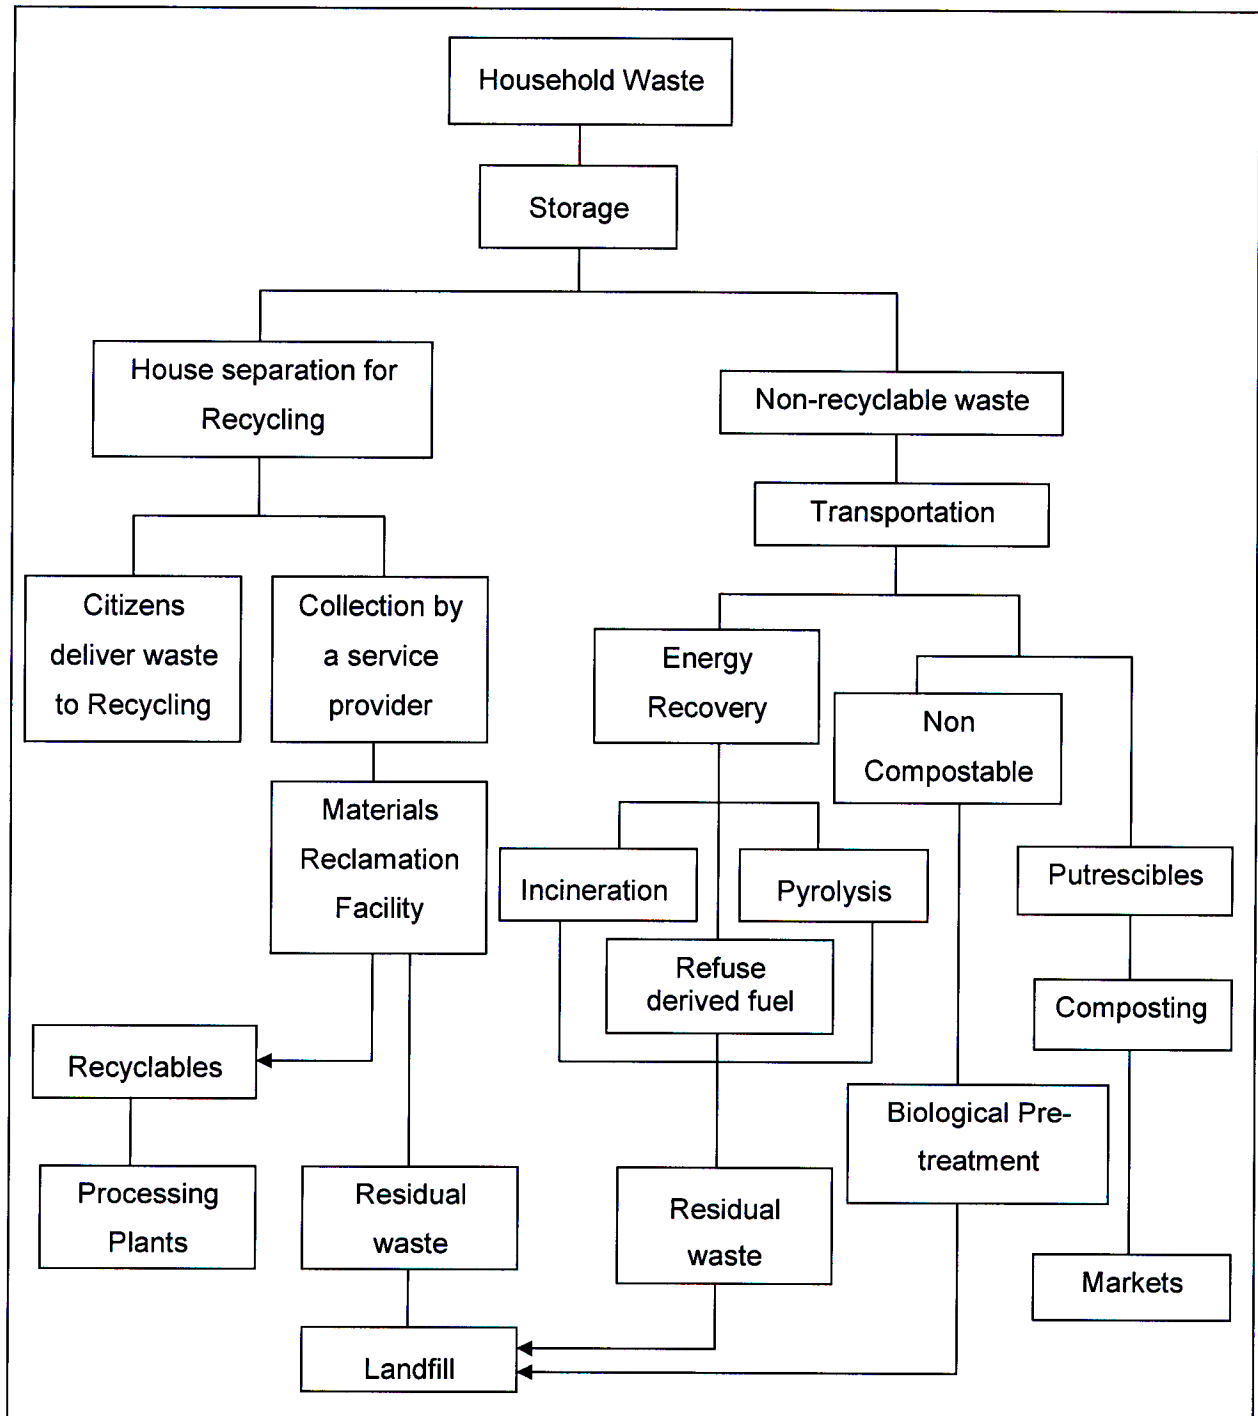 Household Waste
Storage
House separation for
Recycling
Non-recyclable waste
Transportation
Citizens
deliver waste
to Recycling
Collection by
a service
provider
Energy
Recovery
Non
Compostable
Materials
Reclamation
Facility
Incineration
Pyrolysis
Putrescibles
Refuse
derived fuel
Composting
Recyclables
Biological Pre-
treatment
Processing
Plants
Residual
waste
Residual
waste
Markets
Landfill